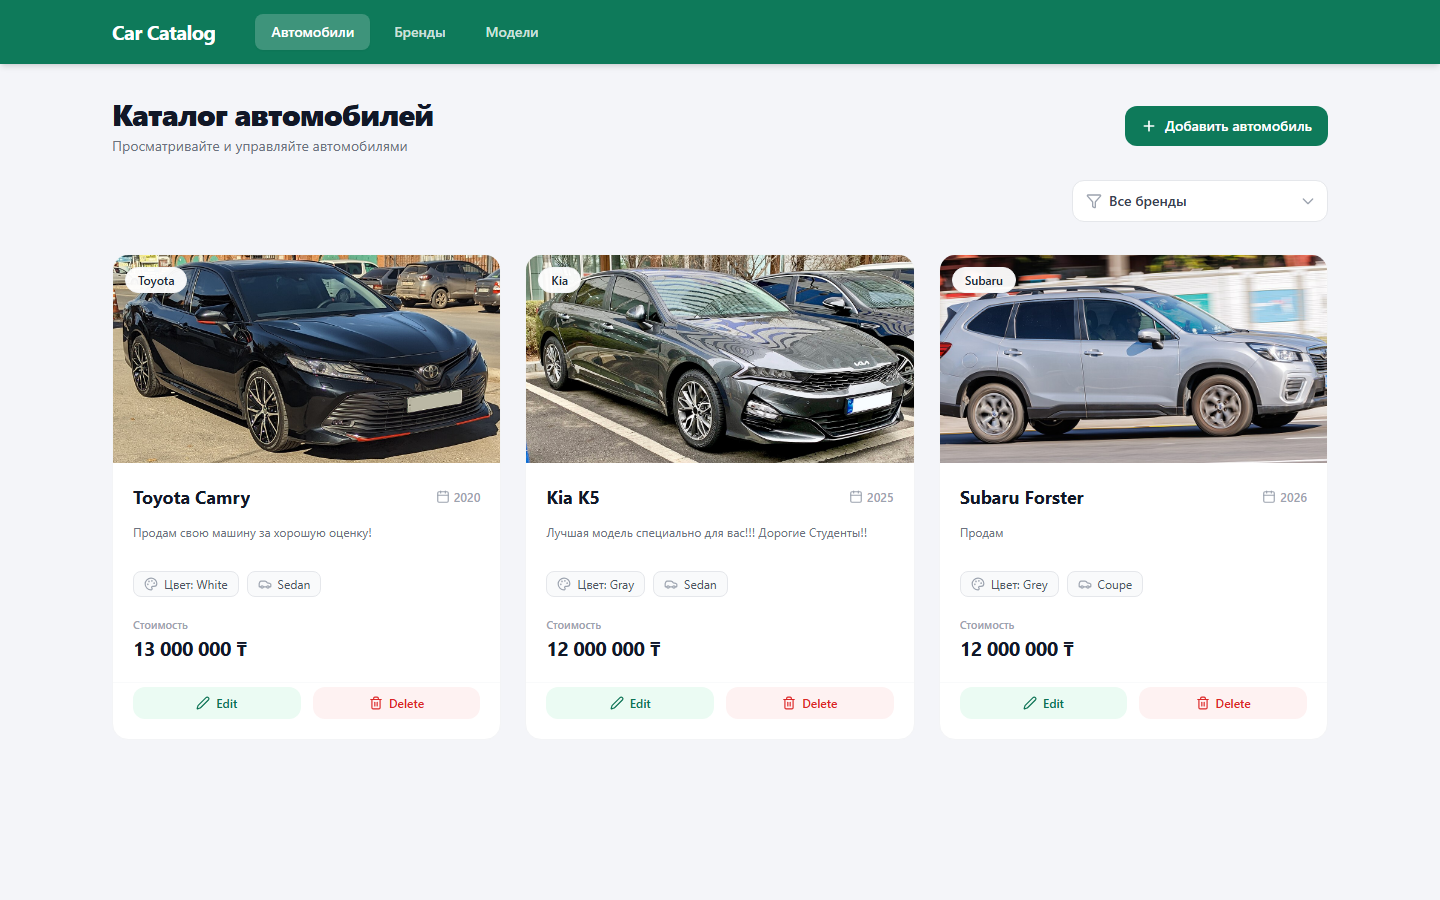 Car Catalog
Автомобили
Бренды
Модели
Каталог автомобилей
Просматривайте и управляйте автомобилями
Добавить автомобиль
Все бренды
Toyota
Toyota Camry
2020
Продам свою машину за хорошую оценку!
Цвет: White
Sedan
Стоимость
13 000 000 ₸
Edit
Delete
Kia
Kia K5
2025
Лучшая модель специально для вас!!! Дорогие Студенты!!
Цвет: Gray
Sedan
Стоимость
12 000 000 ₸
Edit
Delete
Subaru
Subaru Forster
2026
Продам
Цвет: Grey
Coupe
Стоимость
12 000 000 ₸
Edit
Delete